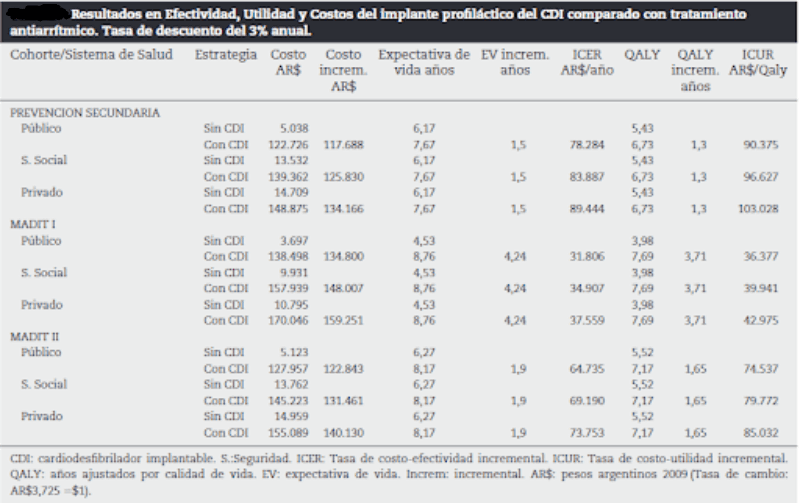 Resultados en Efectividad, Utilidad y Costos del implante profiláctico del CDI comparado con tratamiento
antiarrítmico. Tasa de descuento del 3% anual.
Cohorte/Sistema de Salud Estrategia Costo Costo Expectativa de EV increm. ICER QALY QALY ICUR
AR$ increm. vida años años AR$/año increm. AR$/Qaly
AR$ años
PREVENCION SECUNDARIA
Público Sin CDI 5.038 6,17 5,43
Con CDI 122.726 117.688 7,67 1,5 78.284 6,73 1,3 90.375
S. Social Sin CDI 13.532 6,17 5,43
Con CDI 139.362 125.830 7,67 1,5 83.887 6,73 1,3 96.627
Privado Sin CDI 14.709 6,17 5,43
Con CDI 148.875 134.166 7,67 1,5 89.444 6,73 1,3 103.028
MADIT I
Público Sin CDI 3.697 4,53 3,98
Con CDI 138.498 134.800 8,76 4,24 31.806 7,69 3,71 36.377
S. Social Sin CDI 9.931 4,53 3,98
Con CDI 157.939 148.007 8,76 4,24 34.907 7,69 3,71 39.941
Privado Sin CDI 10.795 4,53 3,98
Con CDI 170.046 159.251 8,76 4,24 37.559 7,69 3,71 42.975
MADIT II
Público Sin CDI 5.123 6,27 5,52
Con CDI 127.957 122.843 8,17 1,9 64.735 7,17 1,65 74.537
S. Social Sin CDI 13.762 6,27 5,52
Con CDI 145.223 131.461 8,17 1,9 69.190 7,17 1,65 79.772
Privado Sin CDI 14.959 6,27 5,52
Con CDI 155.089 140.130 8,17 1,9 73.753 7,17 1,65 85.032
CDI: cardiodesfibrilador implantable. S.:Seguridad. ICER: Tasa de costo-efectividad incremental. ICUR: Tasa de costo-utilidad incremental.
QALY: años ajustados por calidad de vida. EV: expectativa de vida. Increm: incremental. AR$: pesos argentinos 2009 (Tasa de cambio:
AR$3,725 =$1).